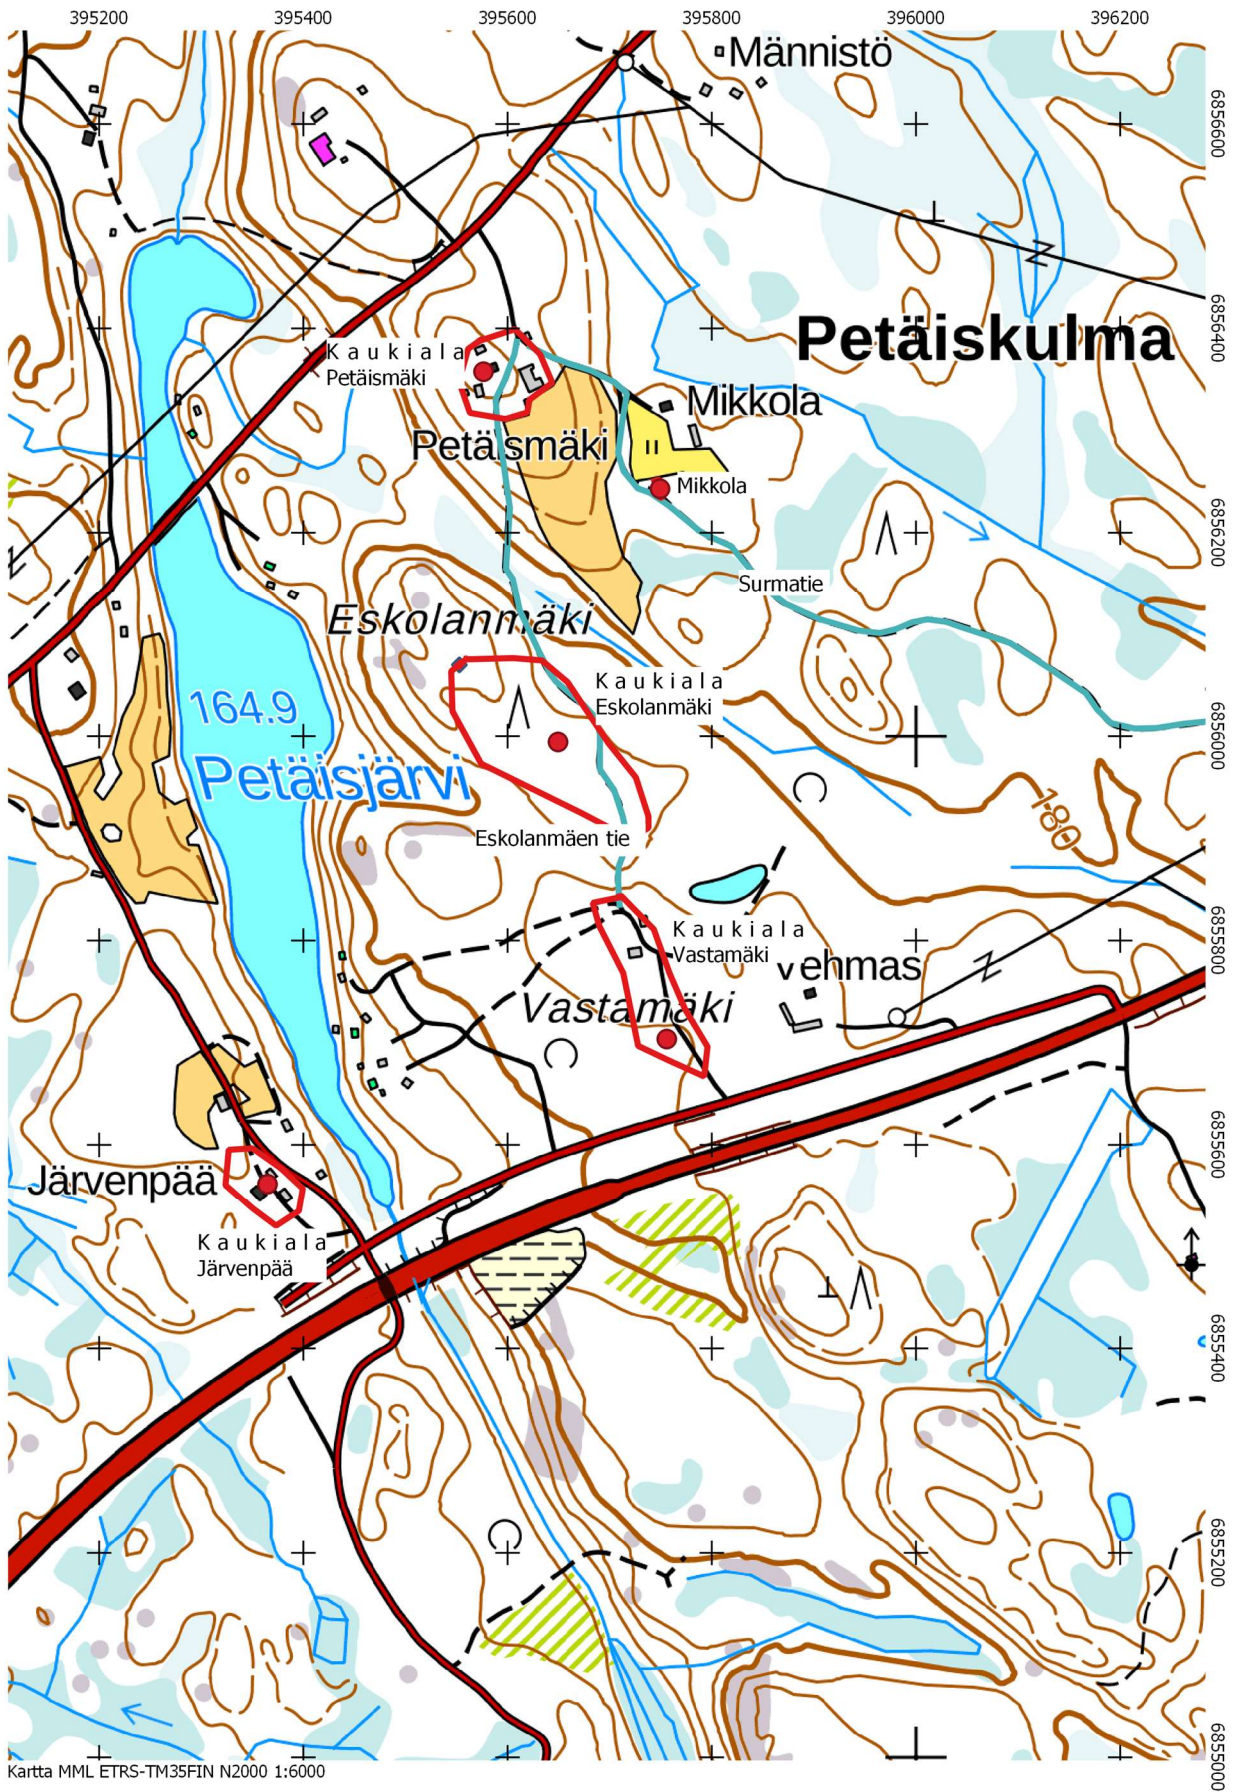 395200 395400 395600 395800 396000 396200
Männistö
6856600
Petäiskulma
6856400
Kaukiala
Petäismäki
Mikkola
Petäismäki
Mikkola
6856200
Surmatie
Eskolanmäki
Kaukiala
Eskolanmäki
164.9
Petäisjärvi
6856000
180
Eskolanmäen tie
Kaukiala
Vastamäki
Vehmas
6855800
Vastamäki
Järvenpää
6855600
Kaukiala
Järvenpää
6855400
6855200
6855000
Kartta MML ETRS-TM35FIN N2000 1:6000